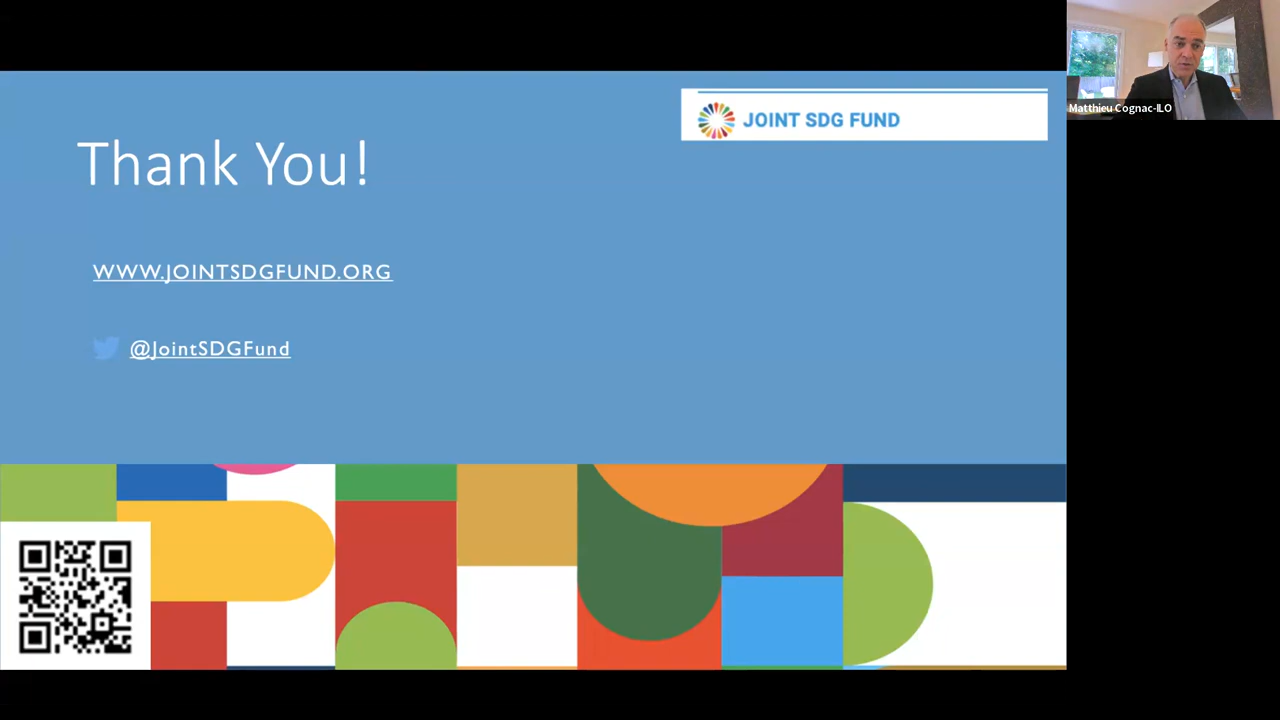 JOINT SDG FUND
Thank You!
WWW.JOINTSDGFUND.ORG
@JointSDGFund
Matthieu Cognac-ILO